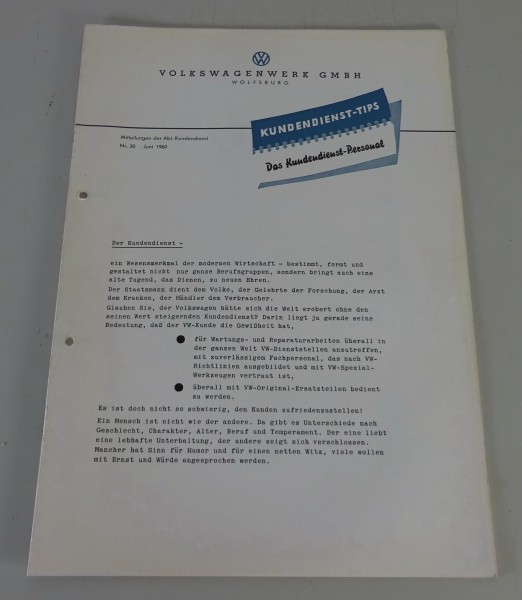 VOLKSWAGENWERK GMBH
WOLFSBURG
KUNDENDIENST-TIPS
Das Kundendienst-Personal
Mitteilungen der Abt. Kundendienst
Nr. 30 Juni 1960
Der Kundendienst -
ein Wesensmerkmal der modernen Wirtschaft - bestimmt, formt und
gestaltet nicht nur ganze Berufsgruppen, sondern bringt auch eine
alte Tugend, das Dienen, zu neuen Ehren.
Der Staatsmann dient dem Volke, der Gelehrte der Forschung, der Arzt
dem Kranken, der Händler dem Verbraucher.
Glauben Sie, der Volkswagen hätte sich die Welt erobert ohne den
seinen Wert steigernden Kundendienst? Darin liegt ja gerade seine
Bedeutung, daß der VW-Kunde die Gewißheit hat,
für Wartungs- und Reparaturarbeiten überall in
der ganzen Welt VW-Dienststellen anzutreffen,
mit zuverlässigem Fachpersonal, das nach VW-
Richtlinien ausgebildet und mit VW-Spezial-
Werkzeugen vertraut ist,
überall mit VW-Original-Ersatzteilen bedient
zu werden.
Es ist doch nicht so schwierig, den Kunden zufriedenzustellen!
Ein Mensch ist nicht wie der andere. Da gibt es Unterschiede nach
Geschlecht, Charakter, Alter, Beruf und Temperament. Der eine liebt
eine lebhafte Unterhaltung, der andere zeigt sich verschlossen.
Mancher hat Sinn für Humor und für einen netten Witz, viele wollen
mit Ernst und Würde angesprochen werden.